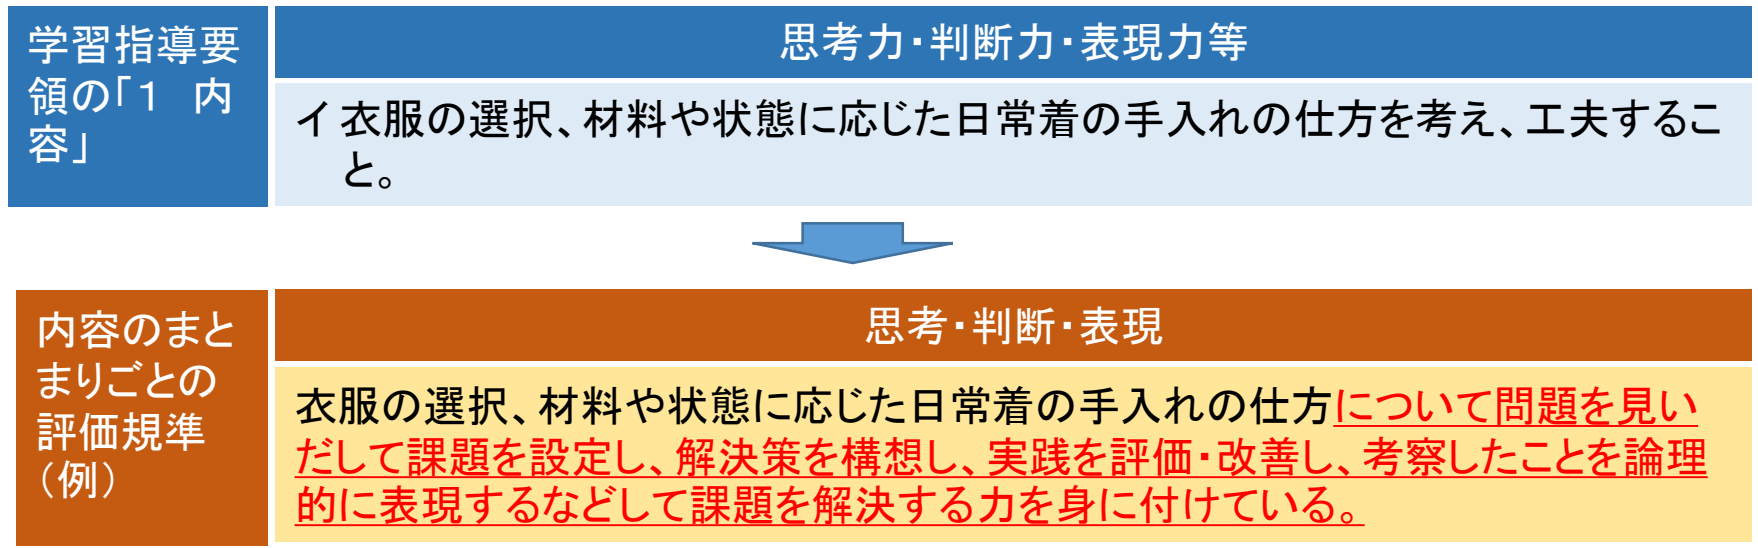 学習指導要
領の「１　内
容」
思考力・判断力・表現力等
イ 衣服の選択、材料や状態に応じた日常着の手入れの仕方を考え、工夫するこ
と。
内容のまと
まりごとの
評価規準
（例）
思考・判断・表現
衣服の選択、材料や状態に応じた日常着の手入れの仕方について問題を見い
だして課題を設定し、解決策を構想し、実践を評価・改善し、考察したことを論理
的に表現するなどして課題を解決する力を身に付けている。